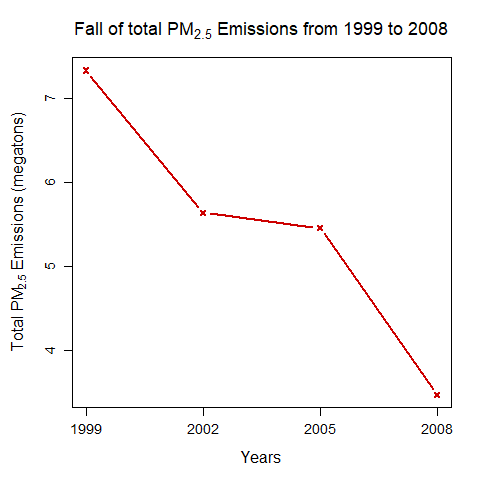 Fall of total PM2.5 Emissions from 1999 to 2008
Total PM2.5 Emissions (megatons)
7
6
5
4
1999 2002 2005 2008
Years